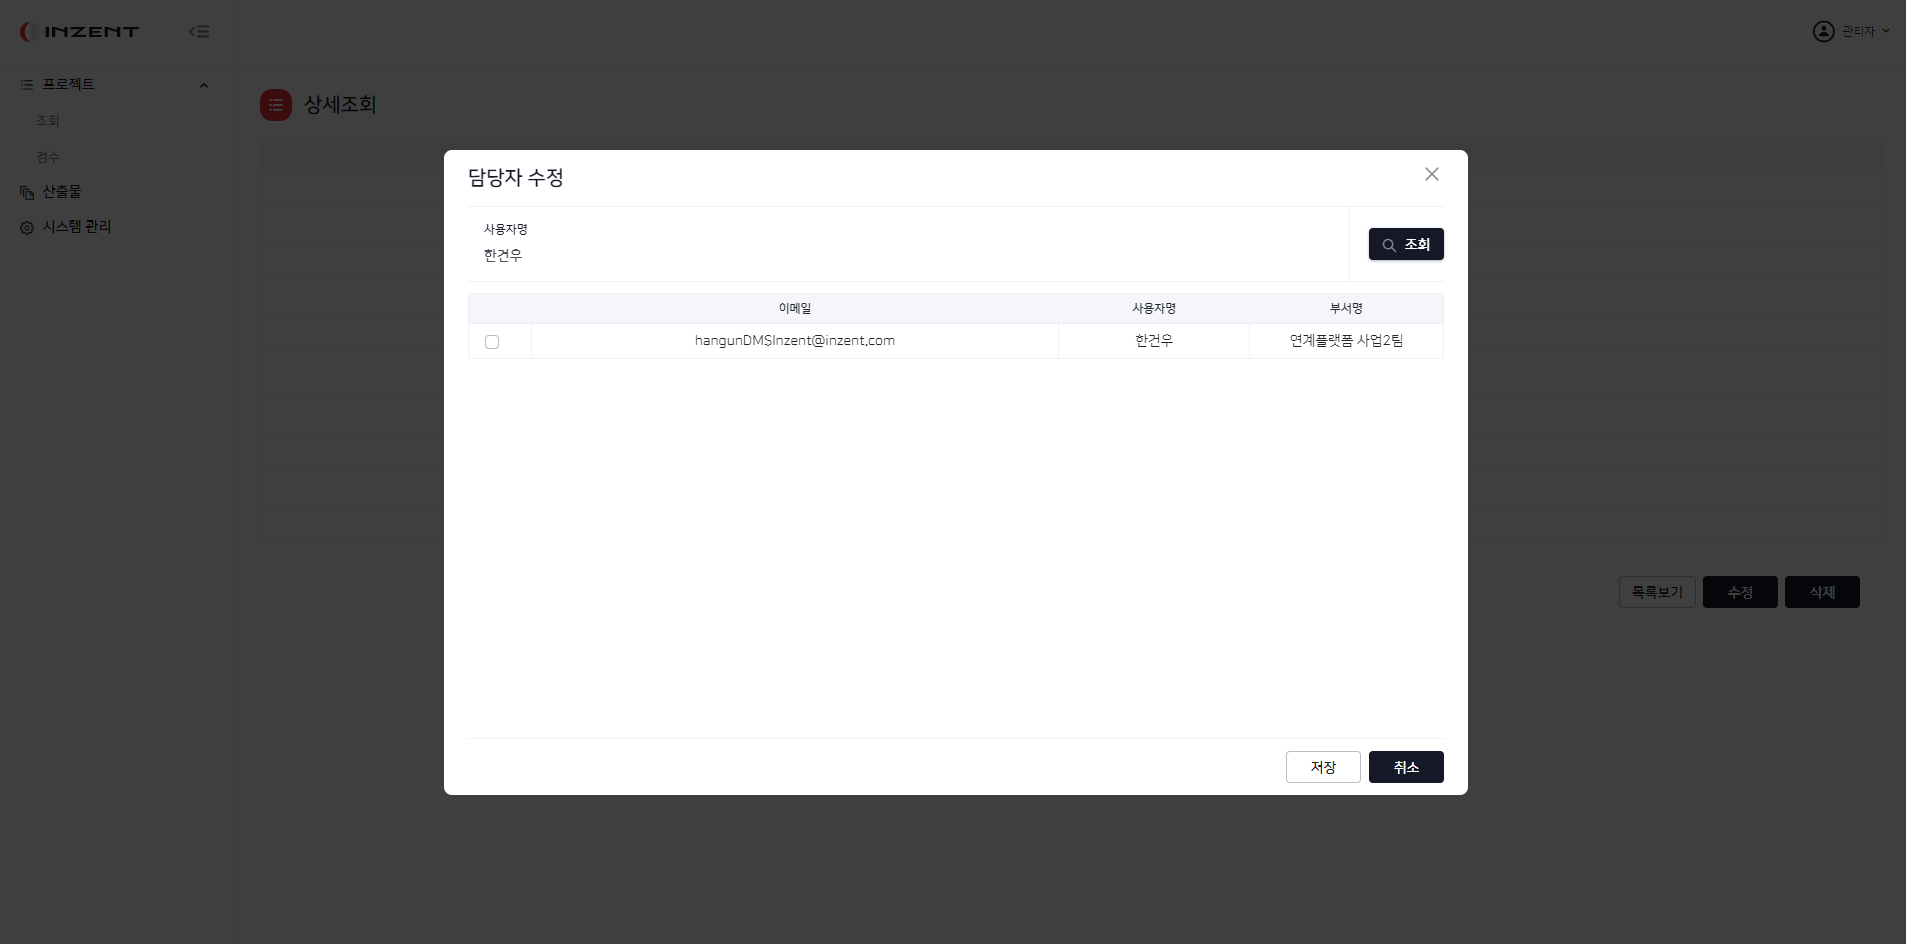 INZENT
관리자
프로젝트
조회
검수
산출물
시스템 관리
상세조회
담당자 수정
사용자명
한건우
조회
이메일 사용자명 부서명
hangunDMSInzent@inzent.com 한건우 연계플랫폼 사업2팀
목록보기 수정 삭제
저장 취소